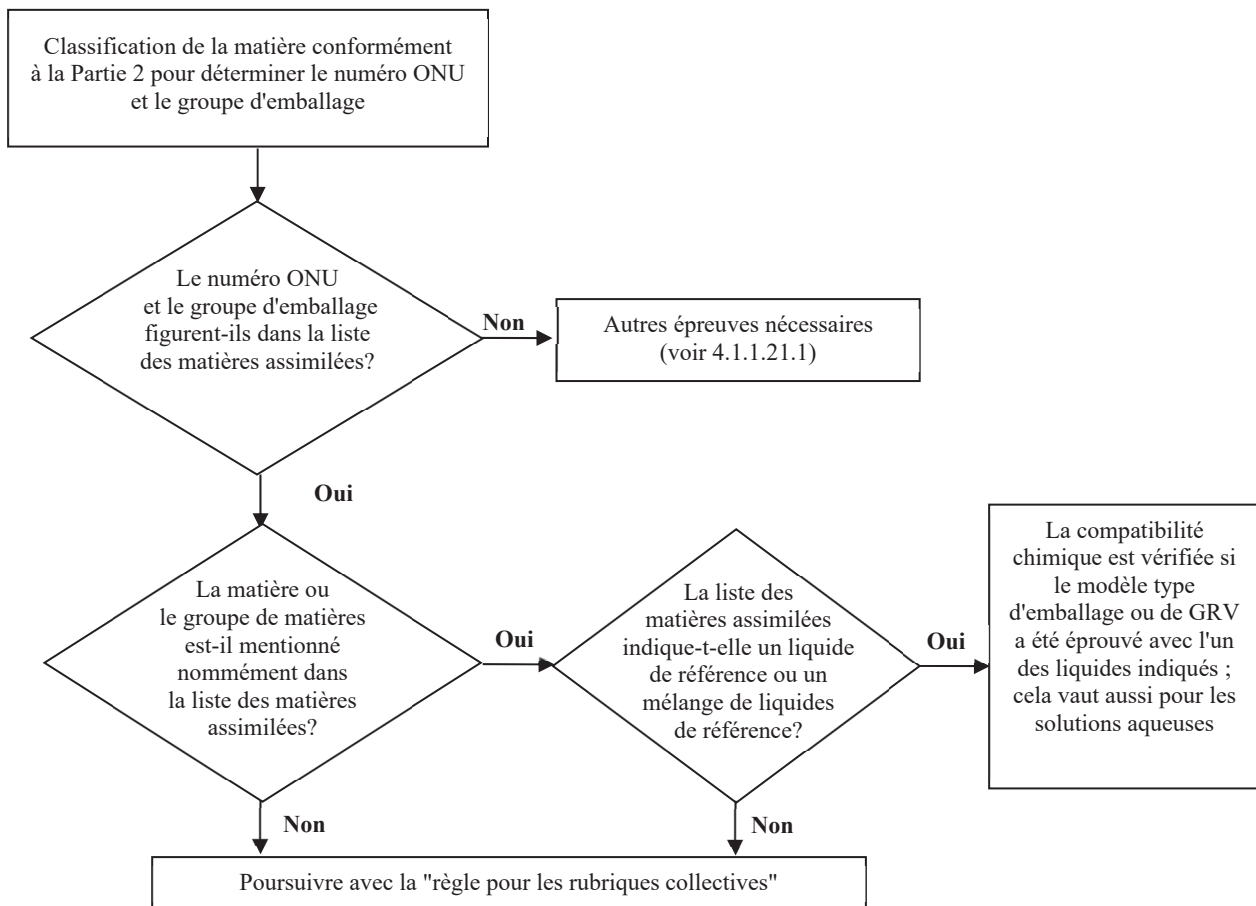 Classification de la matière conformément
à la Partie 2 pour déterminer le numéro ONU
et le groupe d'emballage
Le numéro ONU
et le groupe d'emballage
figurent-ils dans la liste
des matières assimilées?
Non
Autres épreuves nécessaires
(voir 4.1.1.21.1)
Oui
La matière ou
le groupe de matières
est-il mentionné
nommément dans
la liste des matières
assimilées?
Oui
La liste des
matières assimilées
indique-t-elle un liquide
de référence ou un
mélange de liquides
de référence?
Oui
La compatibilité
chimique est vérifiée si
le modèle type
d'emballage ou de GRV
a été éprouvé avec l'un
des liquides indiqués ;
cela vaut aussi pour les
solutions aqueuses
Non
Non
Poursuivre avec la "règle pour les rubriques collectives"